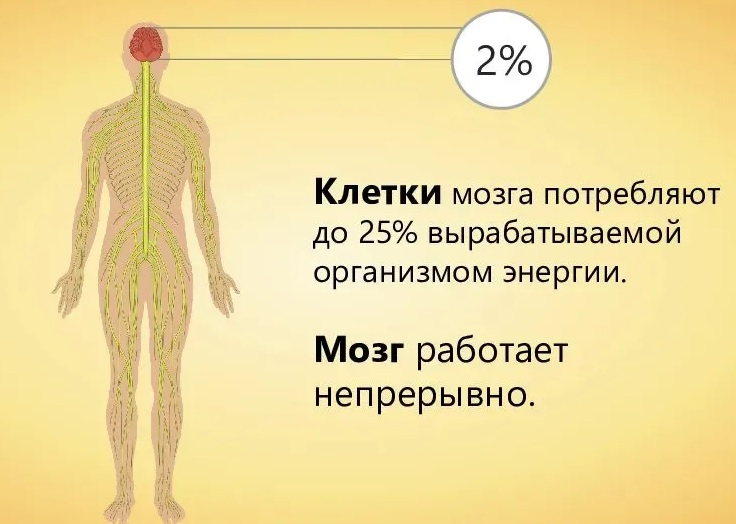 2%
Клетки мозга потребляют
до 25% вырабатываемой
организмом энергии.
Мозг работает
непрерывно.